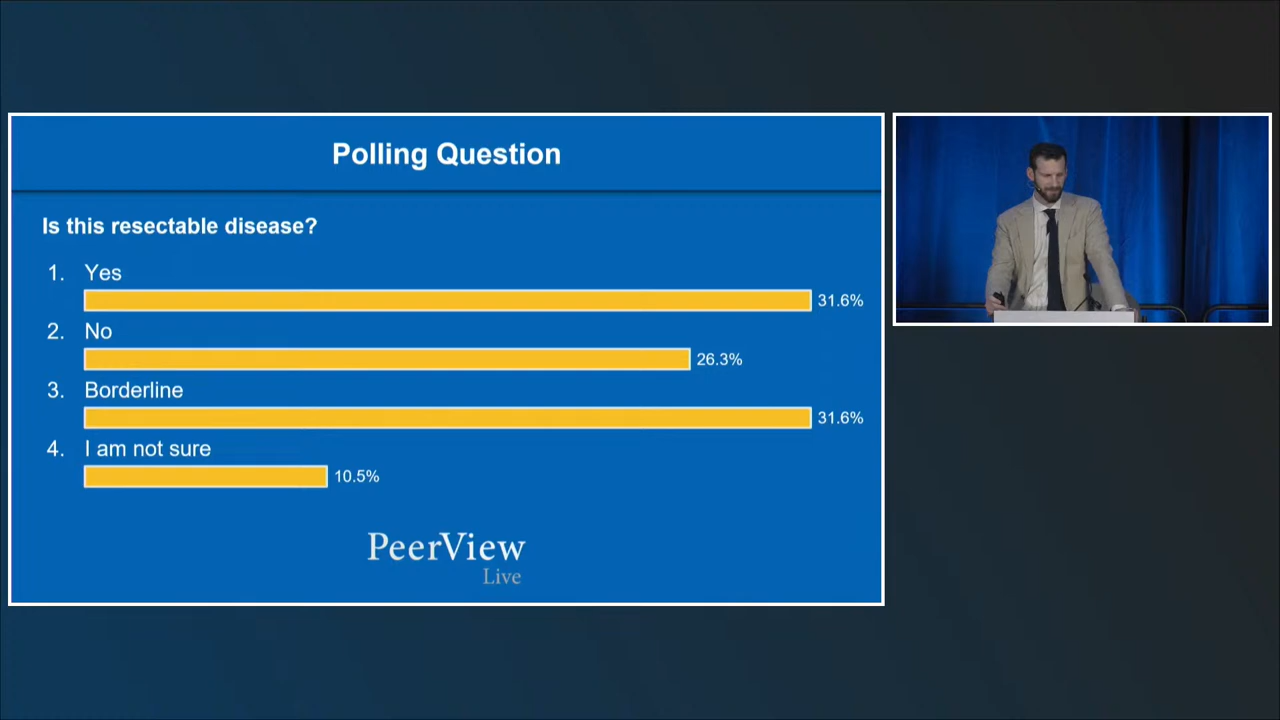 Polling Question
Is this resectable disease?
1. Yes
31.6%
2. No
26.3%
3. Borderline
31.6%
4. I am not sure
10.5%
PeerView
Live